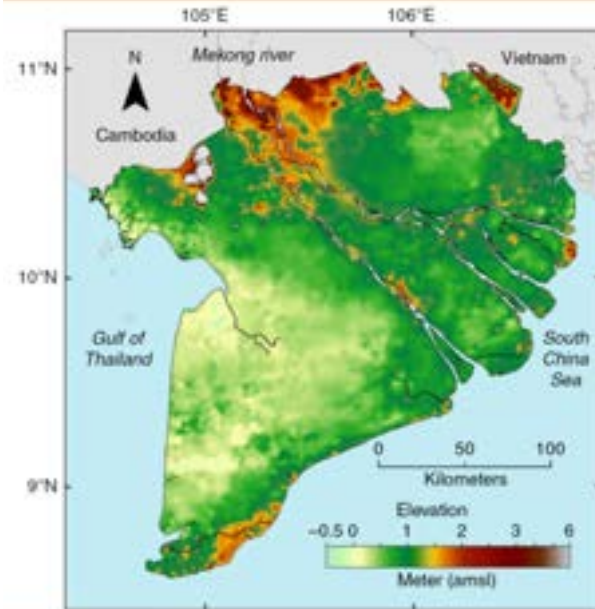 105°E 106°E
11°N
N
Mekong river
Vietnam
Cambodia
10°N
Gulf of
Thailand
South
China
Sea
0 50 100
Kilometers
9°N
Elevation
−0.5 0 1 2 3 6
Meter (amsl)